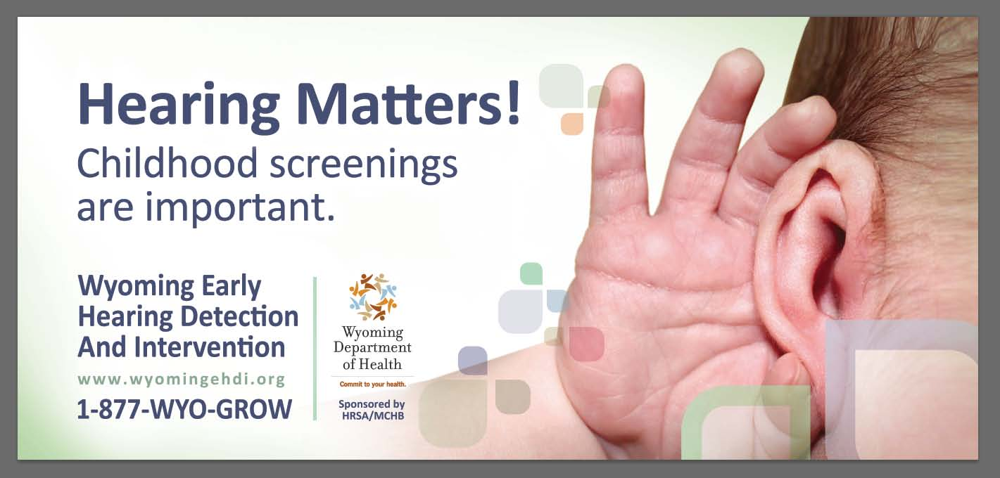 Hearing Matters!
Childhood screenings
are important.
Wyoming Early
Hearing Detection
And Intervention
www.wyomingehdi.org
1-877-WYO-GROW
Wyoming
Department
of Health
Commit to your health.
Sponsored by
HRSA/MCHB